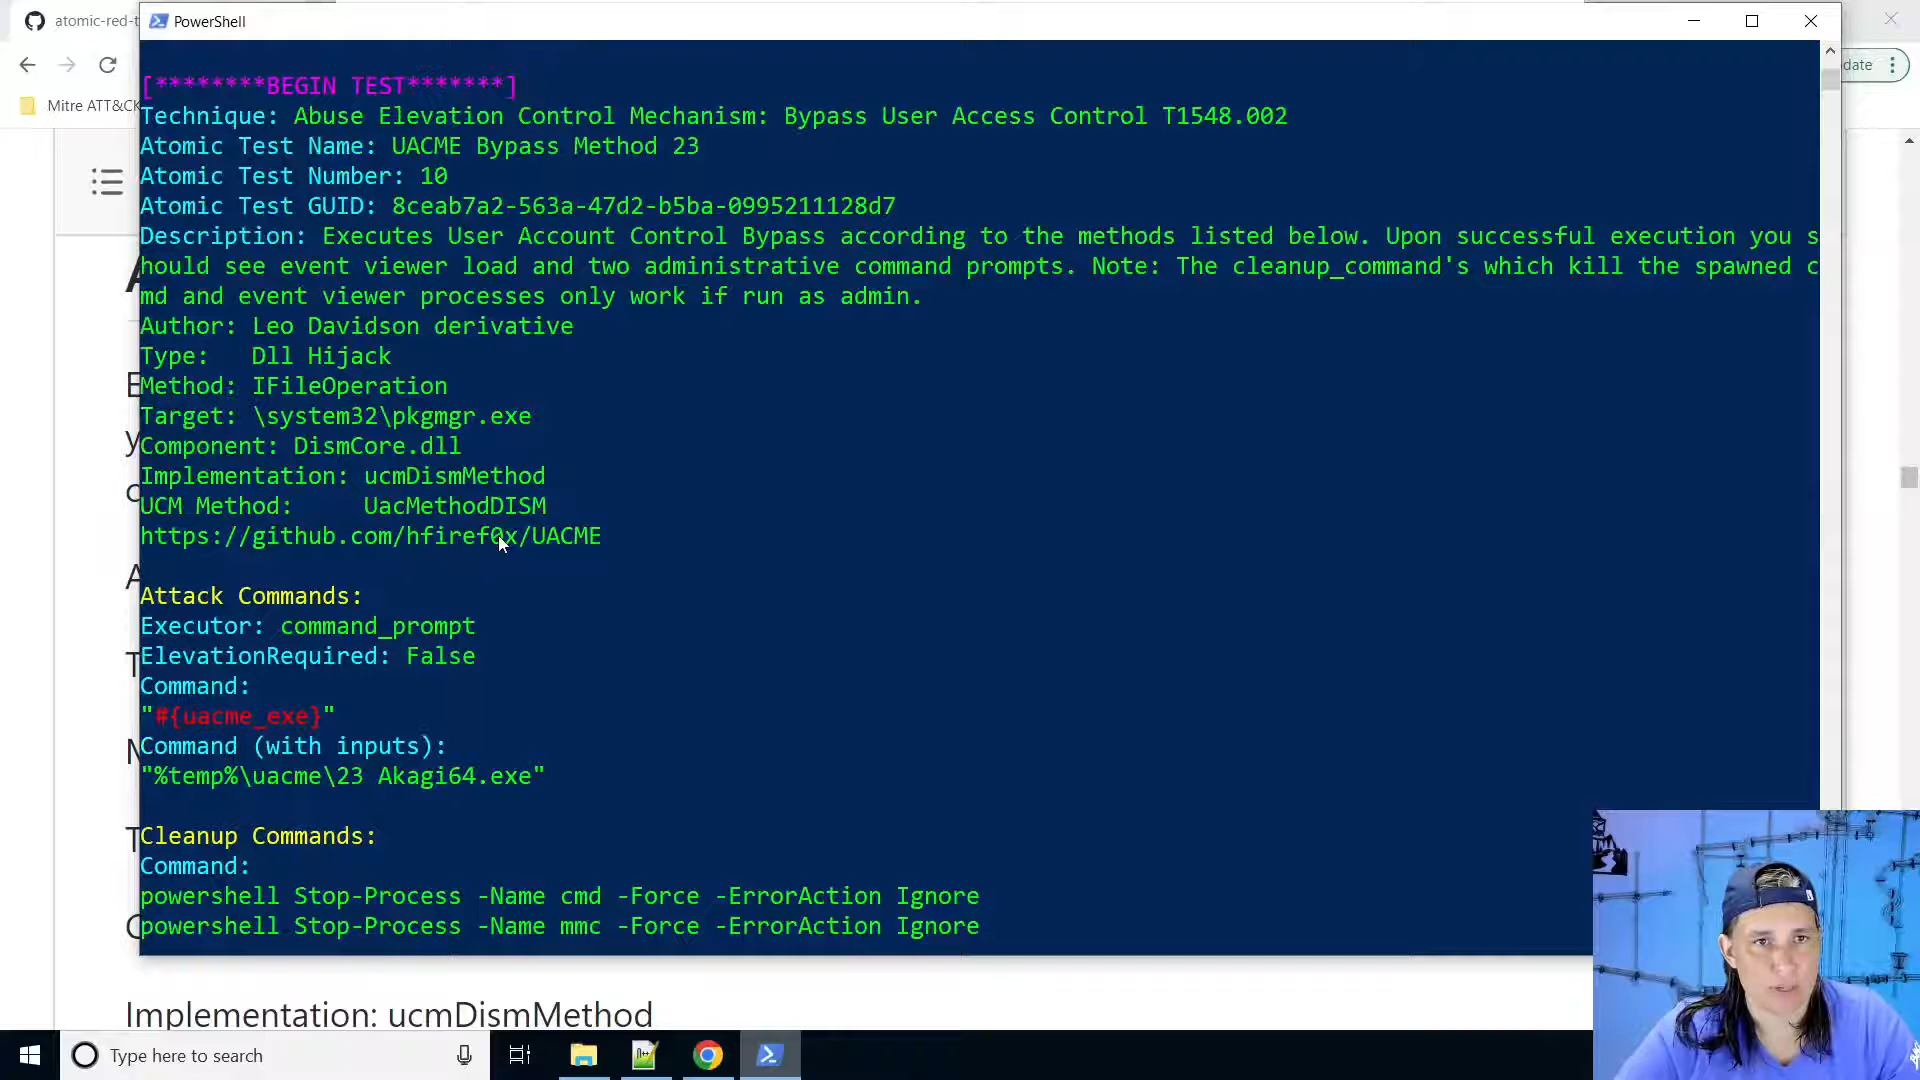 atomic-red-t
PowerShell
date
Mitre ATT&CK
[********BEGIN TEST*******]
Technique: Abuse Elevation Control Mechanism: Bypass User Access Control T1548.002
Atomic Test Name: UACME Bypass Method 23
Atomic Test Number: 10
Atomic Test GUID: 8ceab7a2-563a-47d2-b5ba-0995211128d7
Description: Executes User Account Control Bypass according to the methods listed below. Upon successful execution you s
hould see event viewer load and two administrative command prompts. Note: The cleanup_command's which kill the spawned c
md and event viewer processes only work if run as admin.
Author: Leo Davidson derivative
Type:   Dll Hijack
Method: IFileOperation
Target: \system32\pkgmgr.exe
Component: DismCore.dll
Implementation: ucmDismMethod
UCM Method:     UacMethodDISM
https://github.com/hfiref0x/UACME
Attack Commands:
Executor: command_prompt
ElevationRequired: False
Command:
"#{uacme_exe}"
Command (with inputs):
"%temp%\uacme\23 Akagi64.exe"
Cleanup Commands:
Command:
powershell Stop-Process -Name cmd -Force -ErrorAction Ignore
powershell Stop-Process -Name mmc -Force -ErrorAction Ignore
Implementation: ucmDismMethod
Type here to search